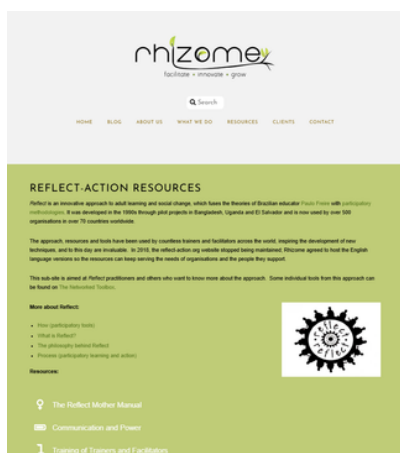 rhizome
facilitate + innovate + grow
Search
HOME BLOG ABOUT US WHAT WE DO RESOURCES CLIENTS CONTACT
REFLECT-ACTION RESOURCES
Reflect is an innovative approach to adult learning and social change, which fuses the theories of Brazilian educator Paulo Freire with participatory
methodologies. It was developed in the 1990s through pilot projects in Bangladesh, Uganda and El Salvador and is now used by over 500
organisations in over 70 countries worldwide.
The approach, resources and tools have been used by countless trainers and facilitators across the world, inspiring the development of new
techniques, and to this day are invaluable. In 2018, the reflect-action.org website stopped being maintained. Rhizome agreed to host the English
language versions so the resources can keep serving the needs of organisations and the people they support.
This sub-site is aimed at Reflect practitioners and others who want to know more about the approach. Some individual tools from this approach can
be found on The Networked Toolbox.
More about Reflect:
How (participatory tools)
What is Reflect?
The philosophy behind Reflect
Process (participatory learning and action)
reflect
reflect
Resources:
The Reflect Mother Manual
Communication and Power
Training of Trainers and Facilitators